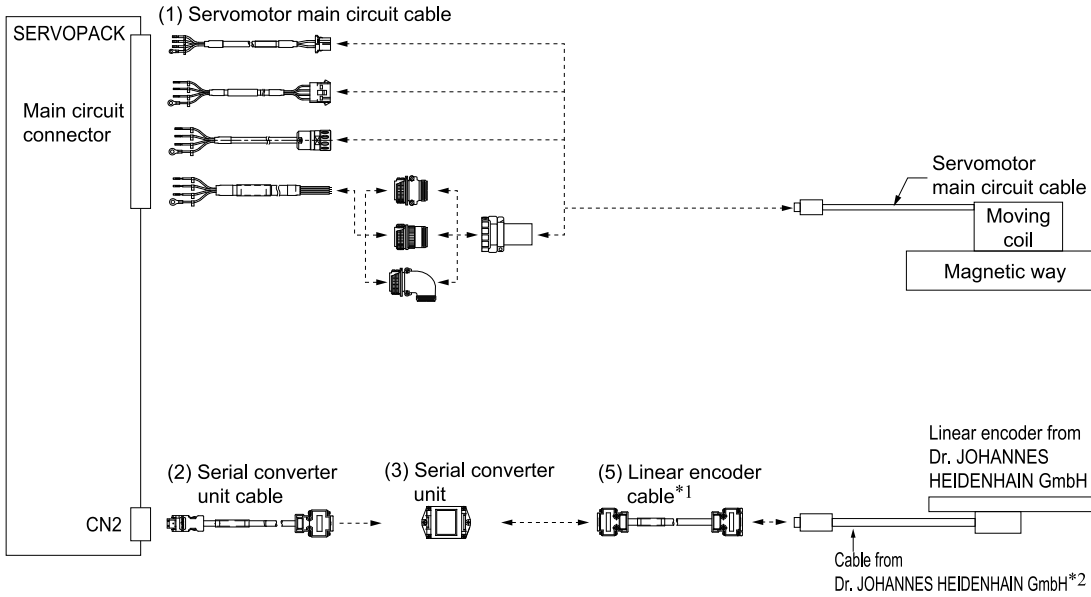 (1) Servomotor main circuit cable
SERVOPACK
Main circuit
connector
Servomotor
main circuit cable
Moving
coil
Magnetic way
Linear encoder from
Dr. JOHANNES
HEIDENHAIN GmbH
(2) Serial converter
unit cable
(3) Serial converter
unit
(5) Linear encoder
cable*1
CN2
Cable from
Dr. JOHANNES HEIDENHAIN GmbH*2